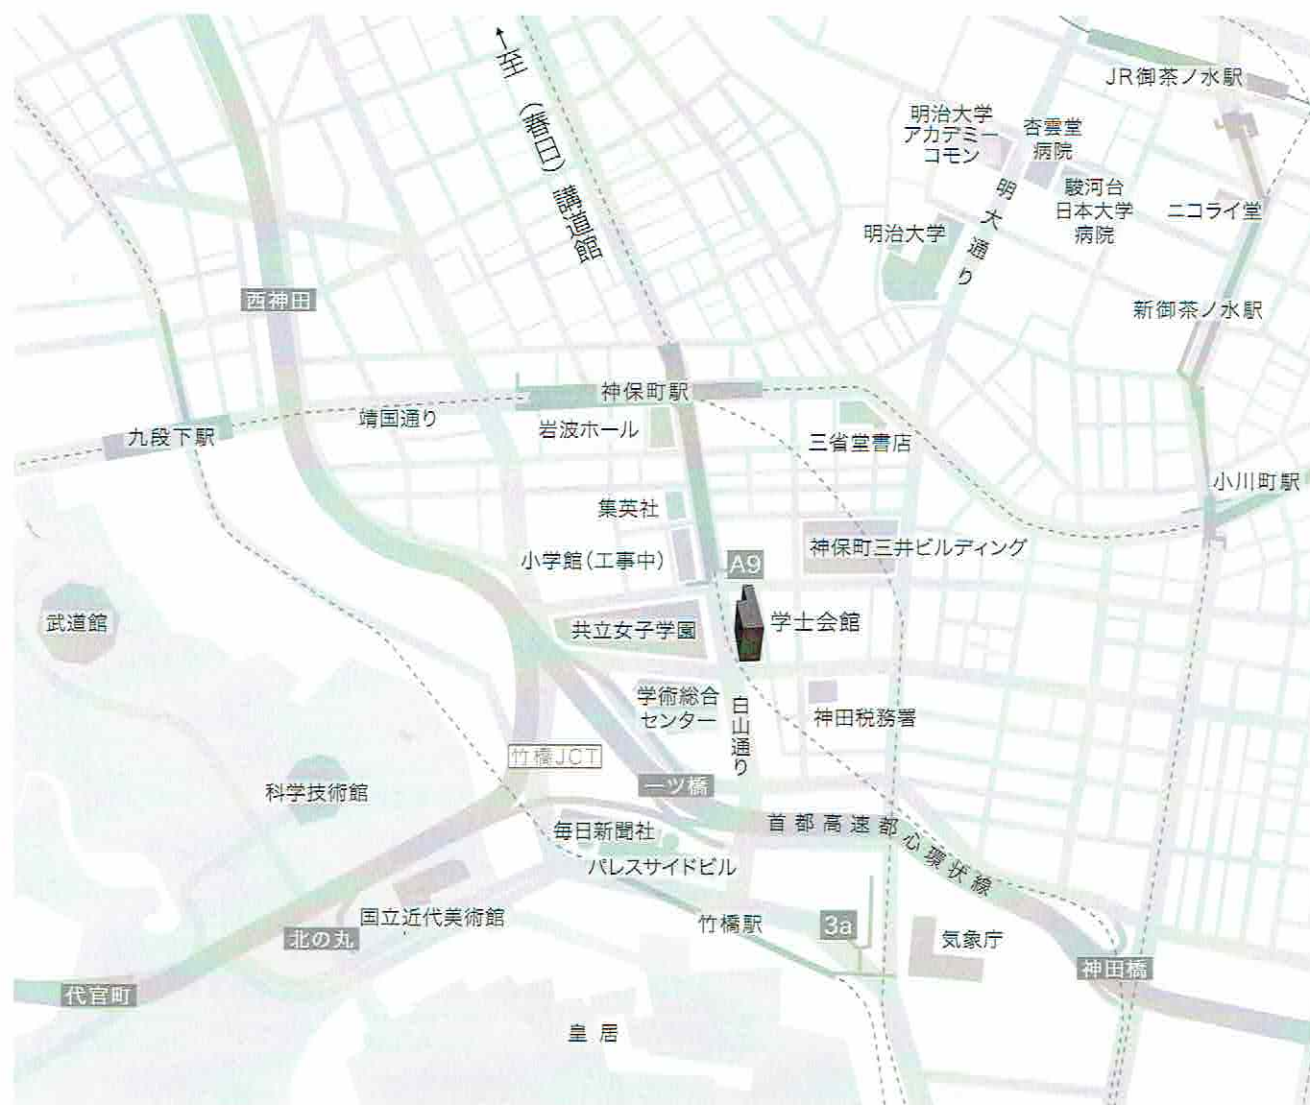 ↑至
（春日）講道館
JR御茶ノ水駅
明治大学
アカデミー
コモン
杏雲堂
病院
駿河台
日本大学
病院
ニコライ堂
明治大学
明大通り
西神田
新御茶ノ水駅
神保町駅
靖国通り
岩波ホール
三省堂書店
九段下駅
小川町駅
集英社
小学館(工事中)
神保町三井ビルディング
A9
武道館
共立女子学園
学士会館
学術総合
センター
白山通り
神田税務署
竹橋JCT
一ツ橋
科学技術館
首都高速都心環状線
毎日新聞社
パレスサイドビル
国立近代美術館
竹橋駅
3a
気象庁
北の丸
神田橋
代官町
皇居